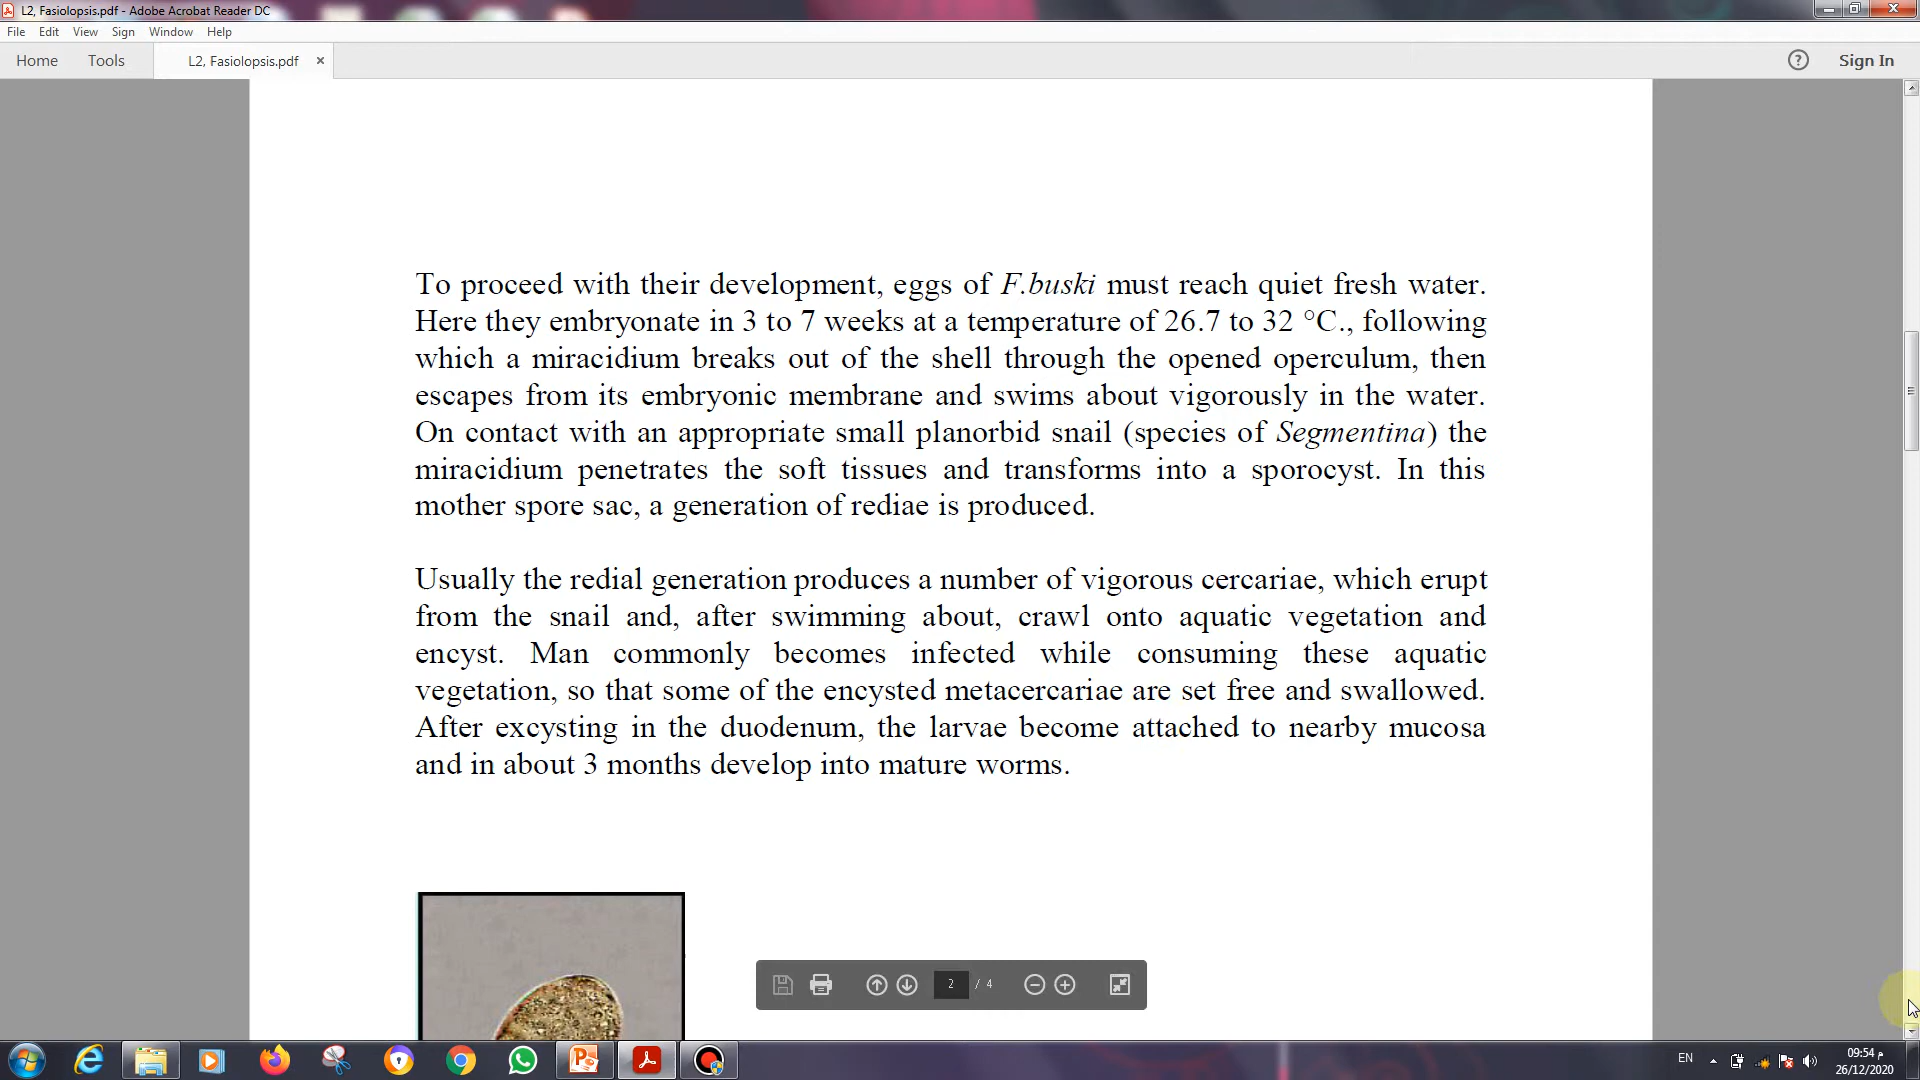 L2, Fasiolopsis.pdf - Adobe Acrobat Reader DC
File Edit View Sign Window Help
Home Tools L2, Fasiolopsis.pdf × ? Sign In
To proceed with their development, eggs of F.buski must reach quiet fresh water.
Here they embryonate in 3 to 7 weeks at a temperature of 26.7 to 32 °C., following
which a miracidium breaks out of the shell through the opened operculum, then
escapes from its embryonic membrane and swims about vigorously in the water.
On contact with an appropriate small planorbid snail (species of Segmentina) the
miracidium penetrates the soft tissues and transforms into a sporocyst. In this
mother spore sac, a generation of rediae is produced.
Usually the redial generation produces a number of vigorous cercariae, which erupt
from the snail and, after swimming about, crawl onto aquatic vegetation and
encyst. Man commonly becomes infected while consuming these aquatic
vegetation, so that some of the encysted metacercariae are set free and swallowed.
After excysting in the duodenum, the larvae become attached to nearby mucosa
and in about 3 months develop into mature worms.
2 / 4
EN
09:54 م
26/12/2020